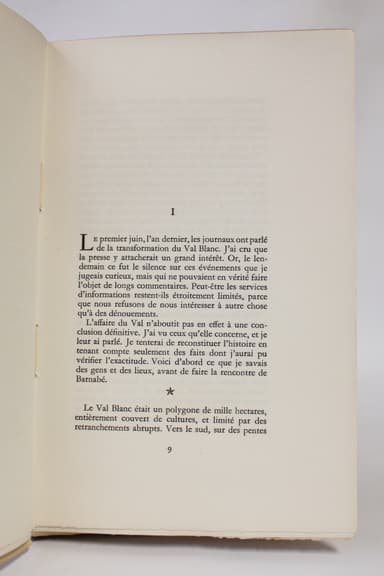 I
LE premier juin, l'an dernier, les journaux ont parlé
de la transformation du Val Blanc. J'ai cru que
la presse y attacherait un grand intérêt. Or, le len-
demain ce fut le silence sur ces événements que je
jugeais curieux, mais qui ne pouvaient en vérité faire
l'objet de longs commentaires. Peut-être les services
d'informations restent-ils étroitement limités, parce
que nous refusons de nous intéresser à autre chose
qu'à des dénouements.
L'affaire du Val n'aboutit pas en effet à une con-
clusion définitive. J'ai vu ceux qu'elle concerne, et je
leur ai parlé. Je tenterai de reconstituer l'histoire en
tenant compte seulement des faits dont j'aurai pu
vérifier l'exactitude. Voici d'abord ce que je savais
des gens et des lieux, avant de faire la rencontre de
Barnabé.
*
Le Val Blanc était un polygone de mille hectares,
entièrement couvert de cultures, et limité par des
retranchements abrupts. Vers le sud, sur des pentes
9